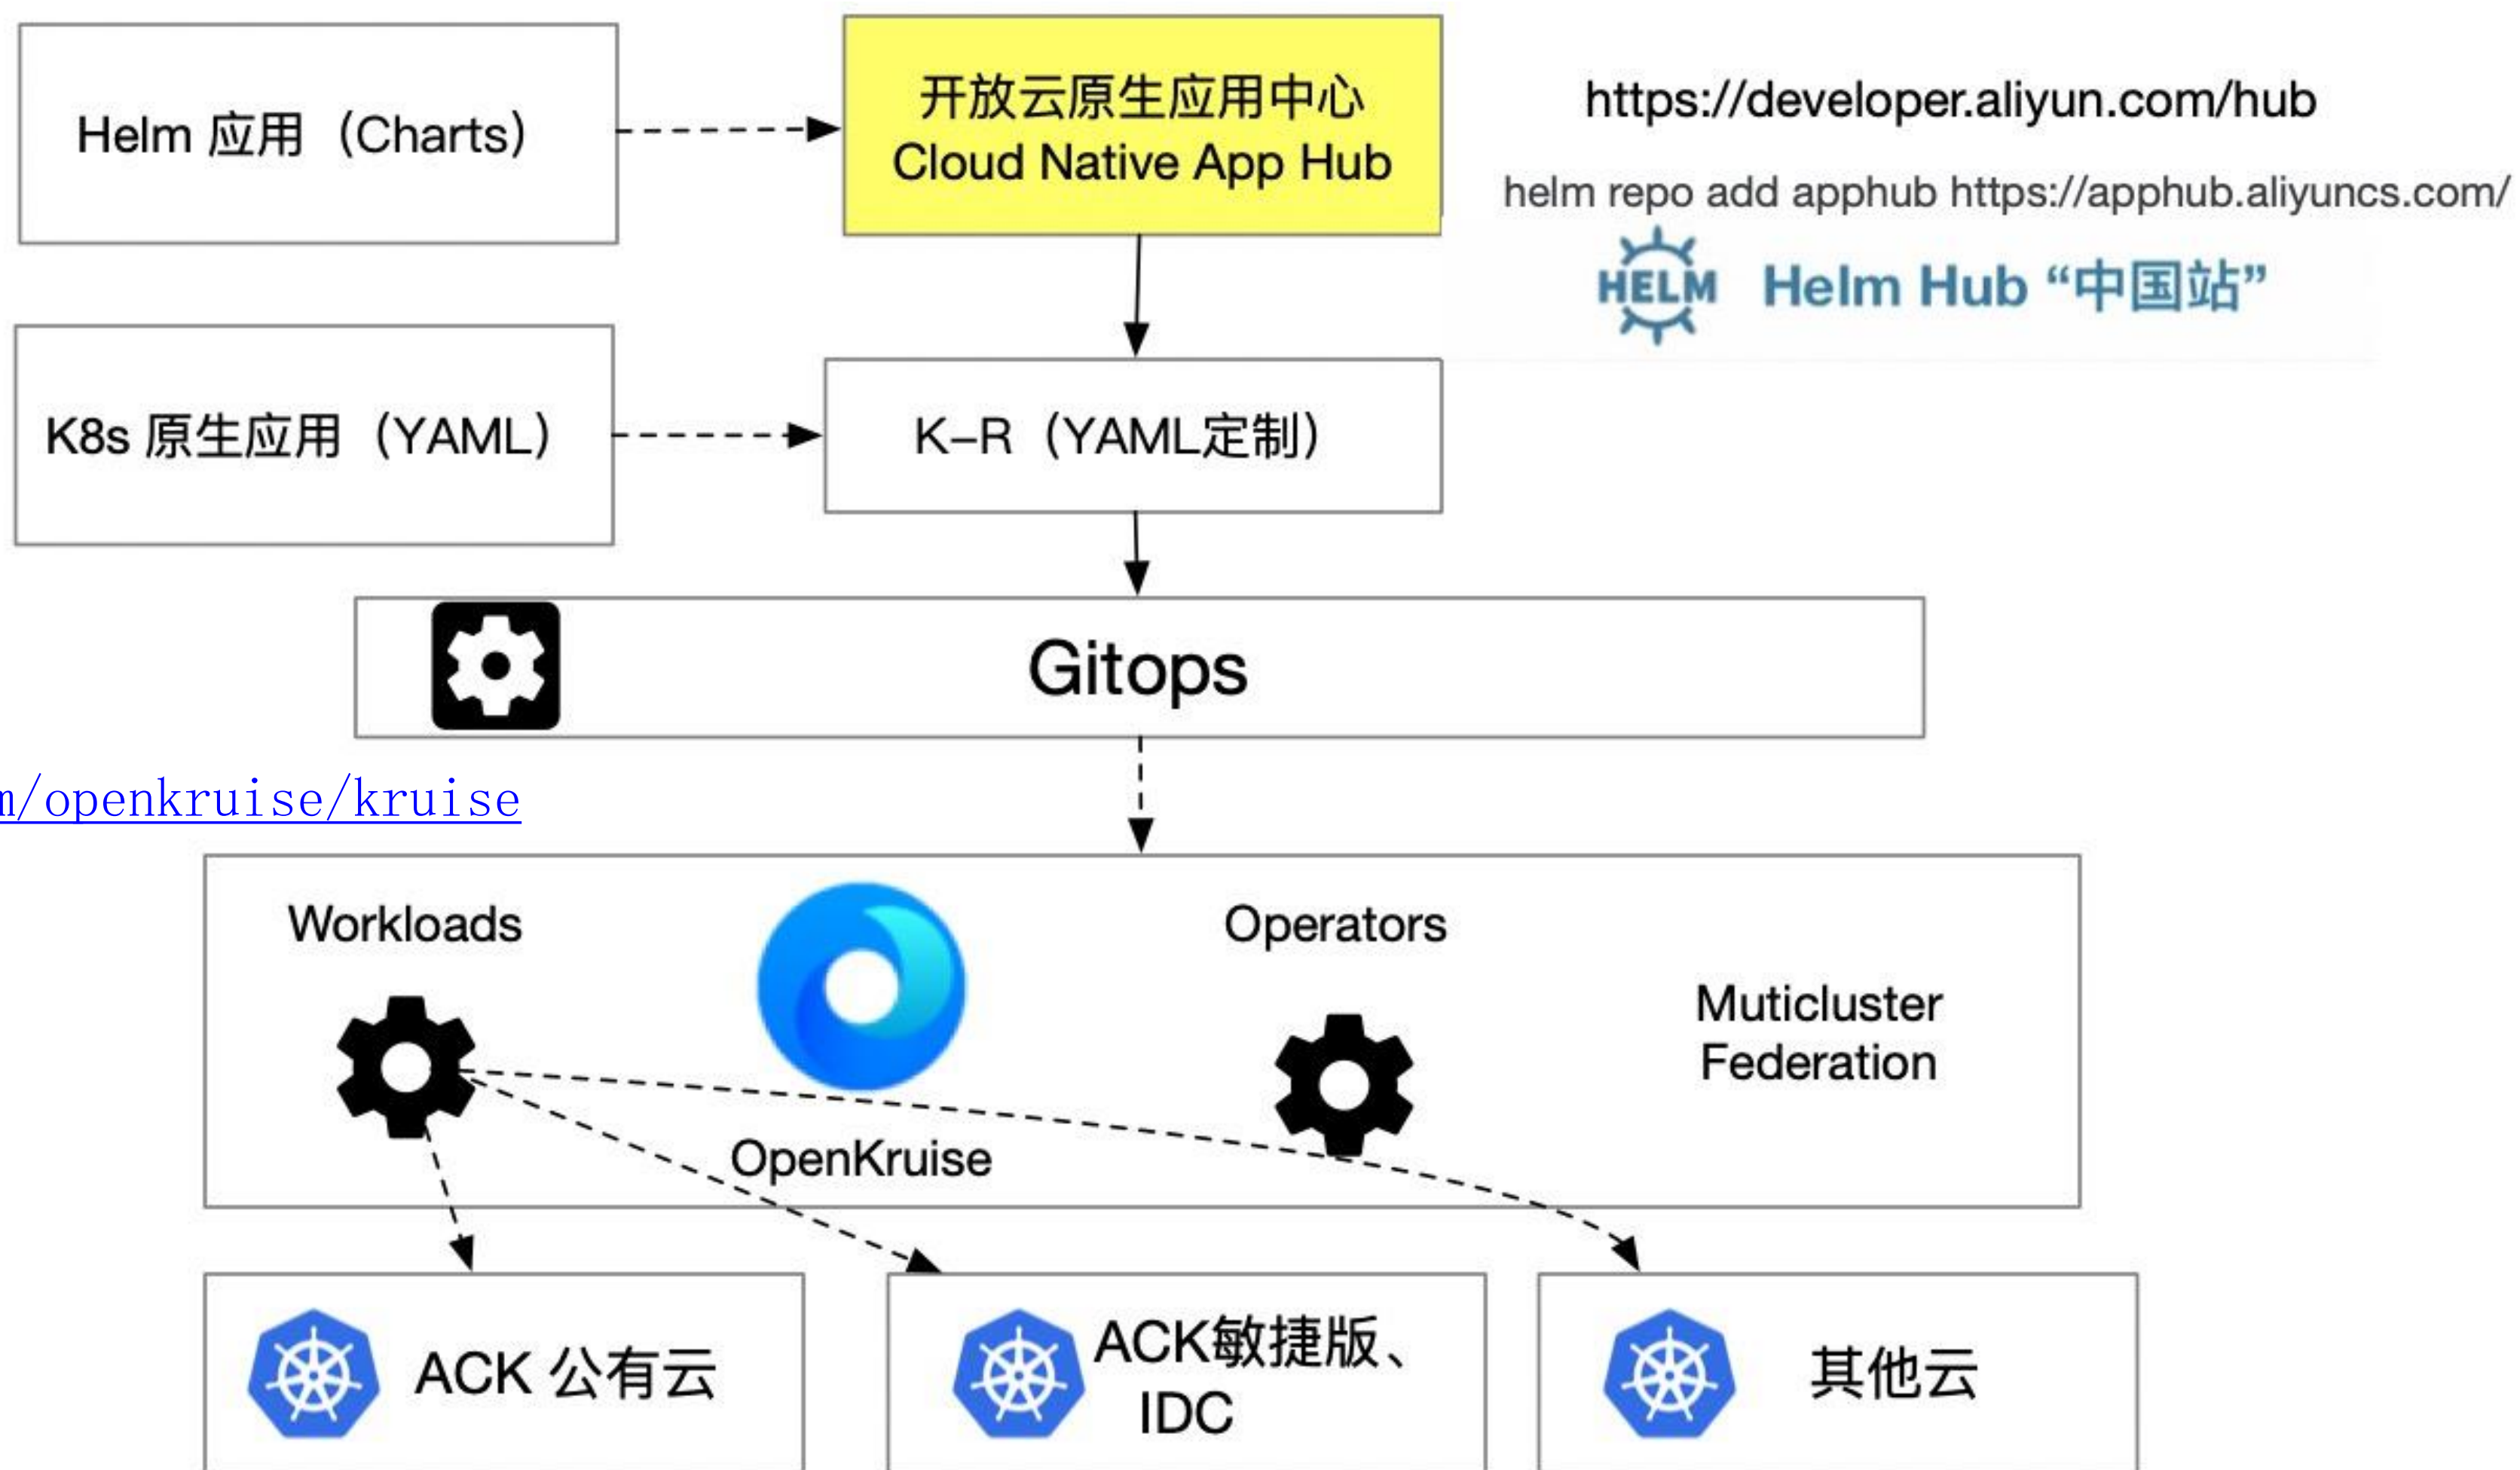 Helm 应用（Charts）
开放云原生应用中心
Cloud Native App Hub
https://developer.aliyun.com/hub
helm repo add apphub https://apphub.aliyuncs.com/
HELM
Helm Hub “中国站”
K8s 原生应用（YAML）
K-R（YAML定制）
Gitops
m/openkruise/kruise
Workloads
Operators
Muticluster
Federation
OpenKruise
ACK 公有云
ACK敏捷版、
IDC
其他云